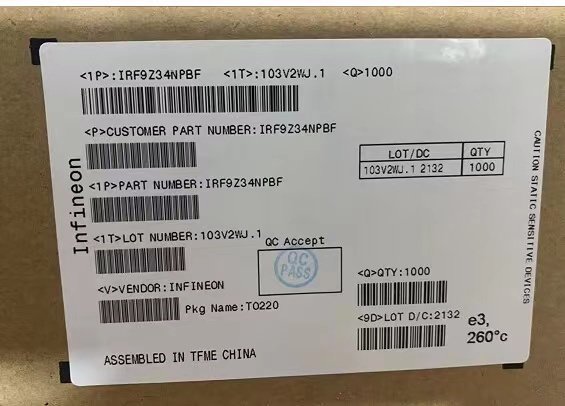 <1P>:IRF9Z34NPBF <1T>:103V2WJ.1 <Q>1000
<P>CUSTOMER PART NUMBER:IRF9Z34NPBF
<1P>PART NUMBER:IRF9Z34NPBF
LOT/DC QTY
103V2WJ.1 2132 1000
<1T>LOT NUMBER:103V2WJ.1
QC Accept
QC
PASS
<V>VENDOR:INFINEON
Pkg Name:TO220
<Q>QTY:1000
<9D>LOT D/C:2132
e3,
260°c
ASSEMBLED IN TFME CHINA
Infineon
CAUTION STATIC SENSITIVE DEVICES